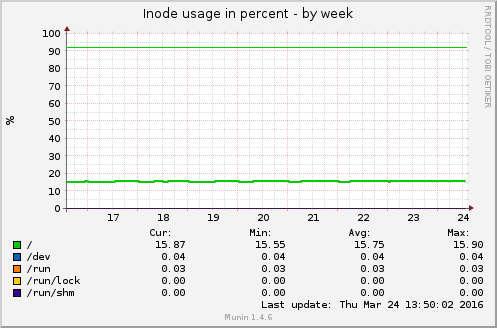 Inode usage in percent - by week
RRDTOOL / TOBI OETIKER
%
100
90
80
70
60
50
40
30
20
10
0
17 18 19 20 21 22 23 24
Cur: Min: Avg: Max:
/ 15.87 15.55 15.75 15.90
/dev 0.04 0.04 0.04 0.04
/run 0.03 0.03 0.03 0.03
/run/lock 0.00 0.00 0.00 0.00
/run/shm 0.00 0.00 0.00 0.00
Last update: Thu Mar 24 13:50:02 2016
Munin 1.4.6